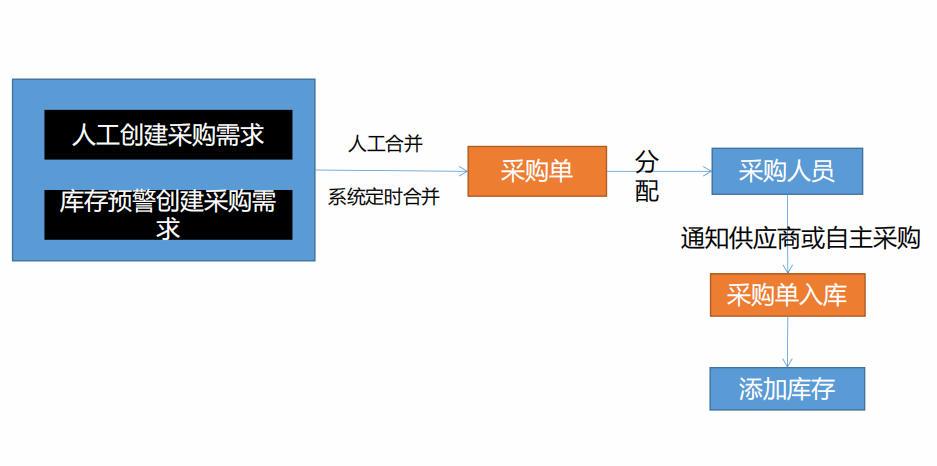 人工创建采购需求
库存预警创建采购需
求
人工合并
系统定时合并
采购单
分
配
采购人员
通知供应商或自主采购
采购单入库
添加库存